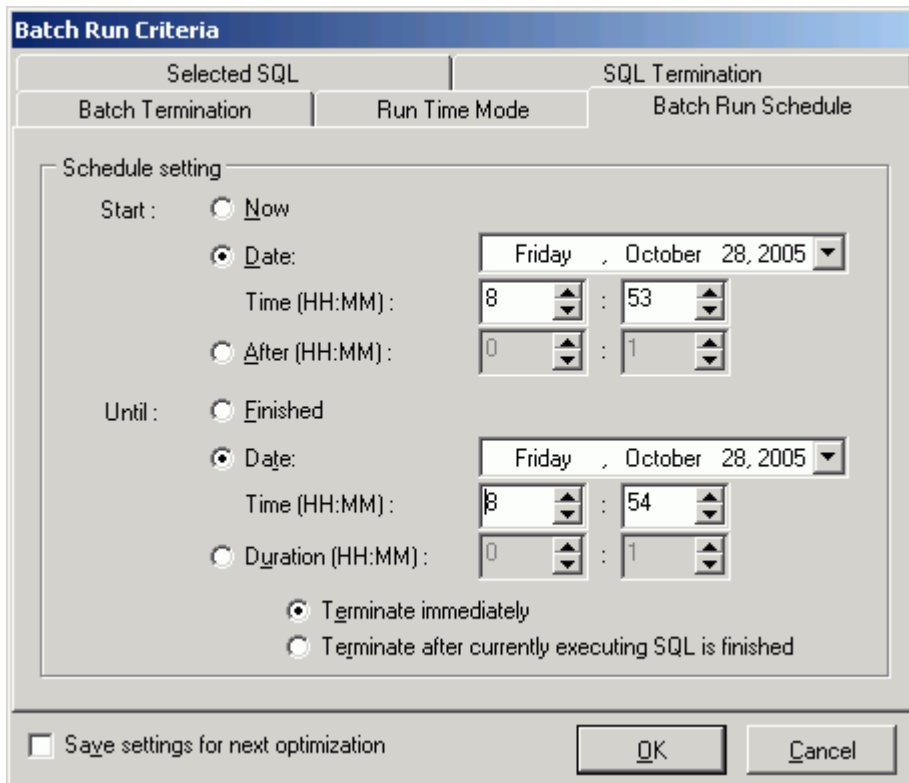 Batch Run Criteria
Selected SQL SQL Termination
Batch Termination Run Time Mode Batch Run Schedule
Schedule setting
Start : Now
Date: Friday , October 28, 2005
Time (HH:MM) : 8 : 53
After (HH:MM) : 0 : 1
Until : Finished
Date: Friday , October 28, 2005
Time (HH:MM) : 8 : 54
Duration (HH:MM) : 0 : 1
Terminate immediately
Terminate after currently executing SQL is finished
Save settings for next optimization OK Cancel